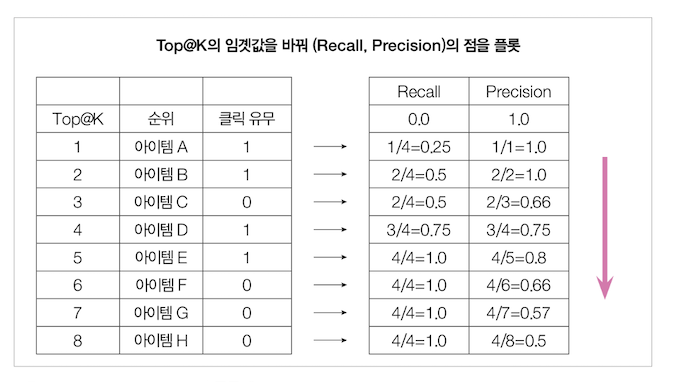 Top@K의 임곗값을 바꿔 (Recall, Precision)의 점을 플롯
Recall Precision
Top@K 순위 클릭 유무 0.0 1.0
1 아이템 A 1 → 1/4=0.25 1/1=1.0
2 아이템 B 1 → 2/4=0.5 2/2=1.0
3 아이템 C 0 → 2/4=0.5 2/3=0.66
4 아이템 D 1 → 3/4=0.75 3/4=0.75
5 아이템 E 1 → 4/4=1.0 4/5=0.8
6 아이템 F 0 → 4/4=1.0 4/6=0.66
7 아이템 G 0 → 4/4=1.0 4/7=0.57
8 아이템 H 0 → 4/4=1.0 4/8=0.5